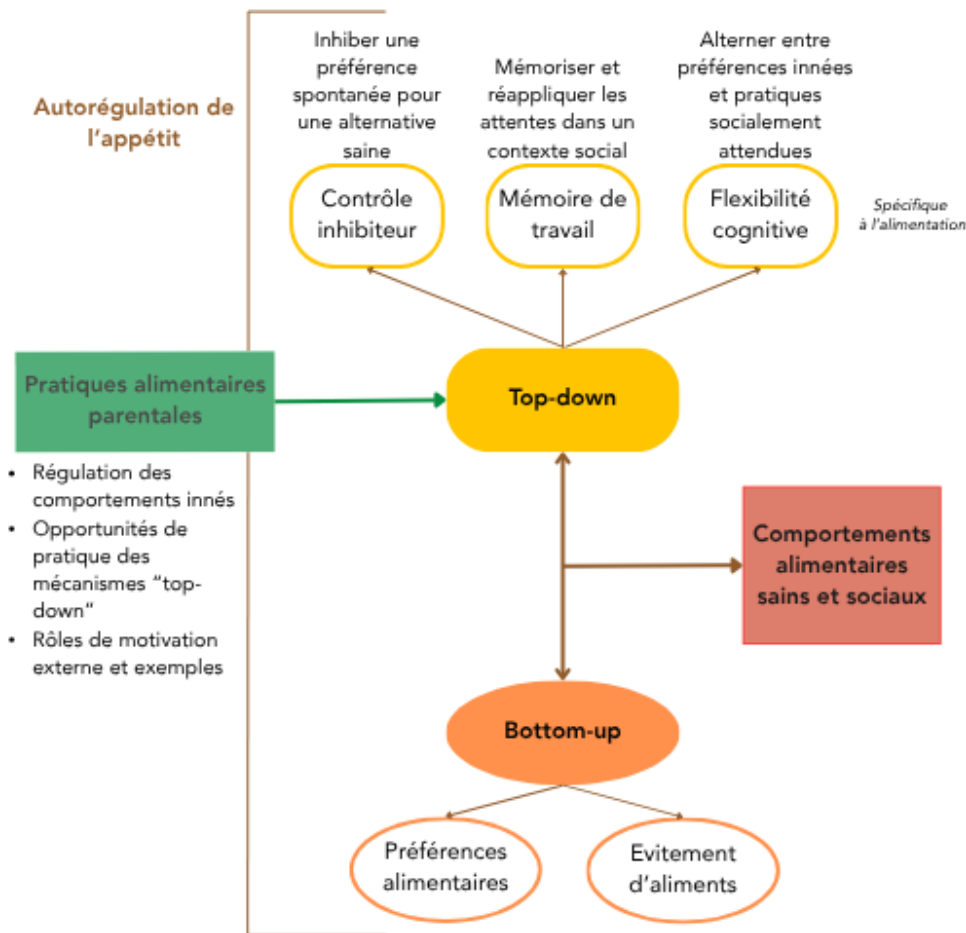 Autorégulation de
l'appétit
Inhiber une
préférence
spontanée pour
une alternative
saine
Mémoriser et
réappliquer les
attentes dans un
contexte social
Alterner entre
préférences innées
et pratiques
socialement
attendues
Contrôle
inhibiteur
Mémoire de
travail
Flexibilité
cognitive
Spécifique
à l'alimentation
Pratiques alimentaires
parentales
Top-down
• Régulation des
comportements innés
• Opportunités de
pratique des
mécanismes "top-
down"
• Rôles de motivation
externe et exemples
Comportements
alimentaires
sains et sociaux
Bottom-up
Préférences
alimentaires
Evitement
d'aliments